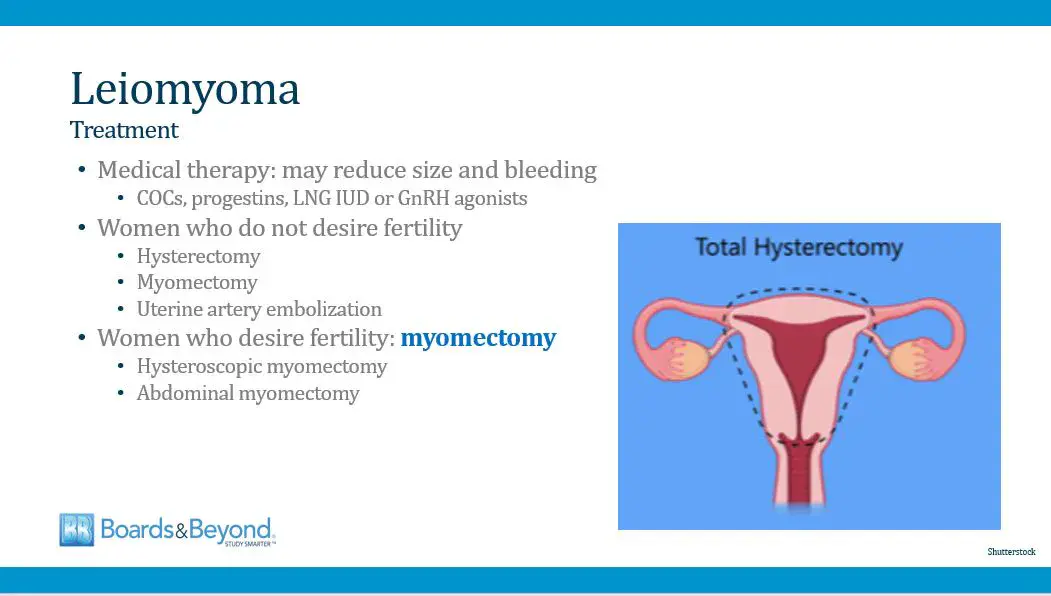 Leiomyoma
Treatment
• Medical therapy: may reduce size and bleeding
• COCs, progestins, LNG IUD or GnRH agonists
• Women who do not desire fertility
• Hysterectomy
• Myomectomy
• Uterine artery embolization
• Women who desire fertility: myomectomy
• Hysteroscopic myomectomy
• Abdominal myomectomy
Total Hysterectomy
BB Boards&Beyond.
STUDY SMARTER™
Shutterstock